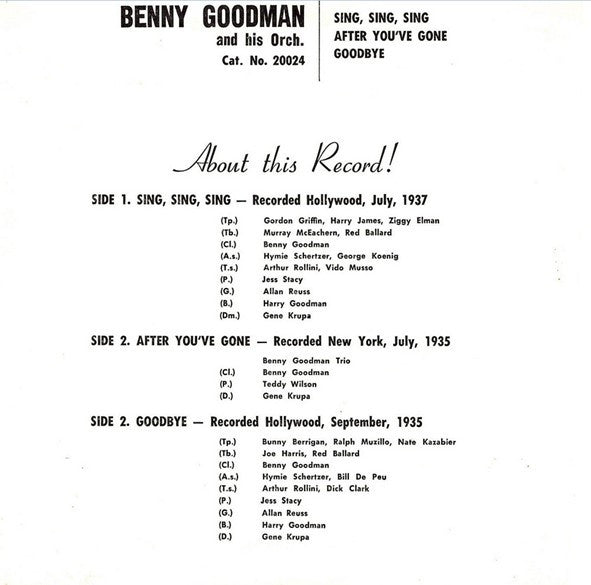 BENNY GOODMAN
and his Orch.
Cat. No. 20024
SING, SING, SING
AFTER YOU'VE GONE
GOODBYE
About this Record!
SIDE 1. SING, SING, SING — Recorded Hollywood, July, 1937
(Tp.) Gordon Griffin, Harry James, Ziggy Elman
(Tb.) Murray McEachern, Red Ballard
(Cl.) Benny Goodman
(A.s.) Hymie Schertzer, George Koenig
(T.s.) Arthur Rollini, Vido Musso
(P.) Jess Stacy
(G.) Allan Reuss
(B.) Harry Goodman
(Dm.) Gene Krupa
SIDE 2. AFTER YOU'VE GONE — Recorded New York, July, 1935
Benny Goodman Trio
(Cl.) Benny Goodman
(P.) Teddy Wilson
(D.) Gene Krupa
SIDE 2. GOODBYE — Recorded Hollywood, September, 1935
(Tp.) Bunny Berrigan, Ralph Muzillo, Nate Kazabier
(Tb.) Joe Harris, Red Ballard
(Cl.) Benny Goodman
(A.s.) Hymie Schertzer, Bill De Peu
(T.s.) Arthur Rollini, Dick Clark
(P.) Jess Stacy
(G.) Allan Reuss
(B.) Harry Goodman
(D.) Gene Krupa